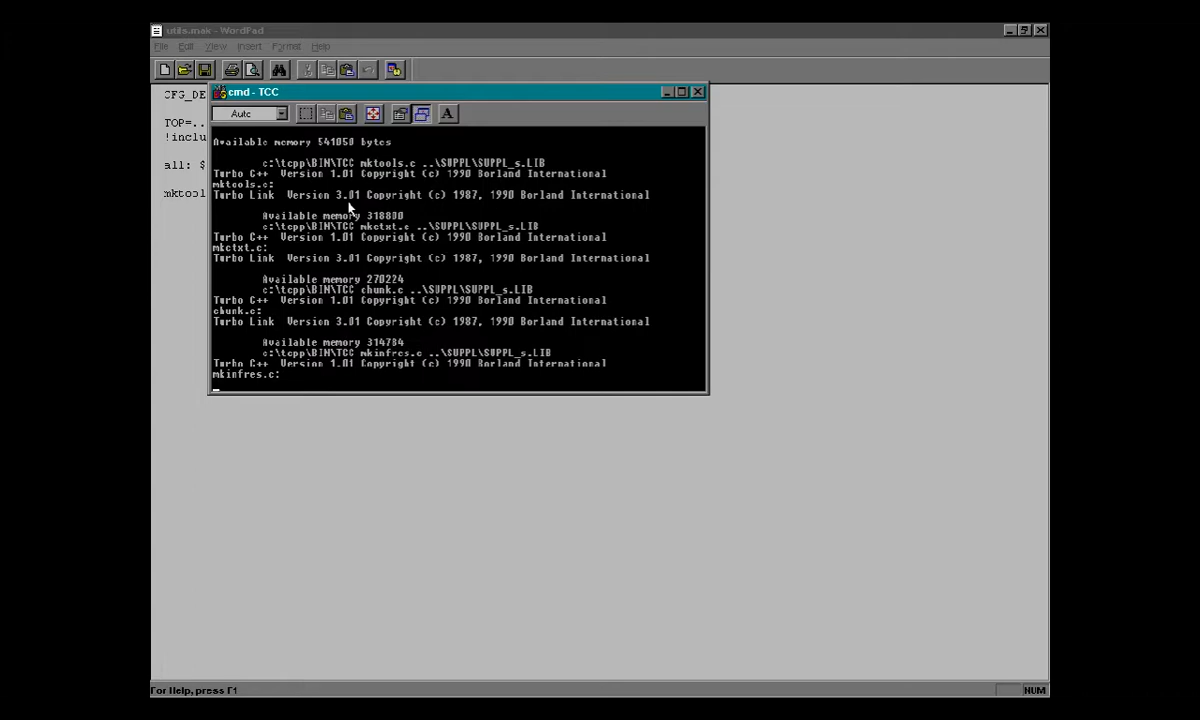 utils.mak - WordPad
File Edit View Insert Format Help
CFG_DE
cmd - TCC
Auto
A
TOP=..
!inclu
all: $
mktool
Available memory 541050 bytes
c:\tcpp\BIN\TCC mktools.c ..\SUPPL\SUPPL_s.LIB
Turbo C++ Version 1.01 Copyright (c) 1990 Borland International
mktools.c:
Turbo Link Version 3.01 Copyright (c) 1987, 1990 Borland International
Available memory 318800
c:\tcpp\BIN\TCC mkctxt.c ..\SUPPL\SUPPL_s.LIB
Turbo C++ Version 1.01 Copyright (c) 1990 Borland International
mkctxt.c:
Turbo Link Version 3.01 Copyright (c) 1987, 1990 Borland International
Available memory 270224
c:\tcpp\BIN\TCC chunk.c ..\SUPPL\SUPPL_s.LIB
Turbo C++ Version 1.01 Copyright (c) 1990 Borland International
chunk.c:
Turbo Link Version 3.01 Copyright (c) 1987, 1990 Borland International
Available memory 314784
c:\tcpp\BIN\TCC mkinfres.c ..\SUPPL\SUPPL_s.LIB
Turbo C++ Version 1.01 Copyright (c) 1990 Borland International
mkinfres.c:
For Help, press F1
NUM